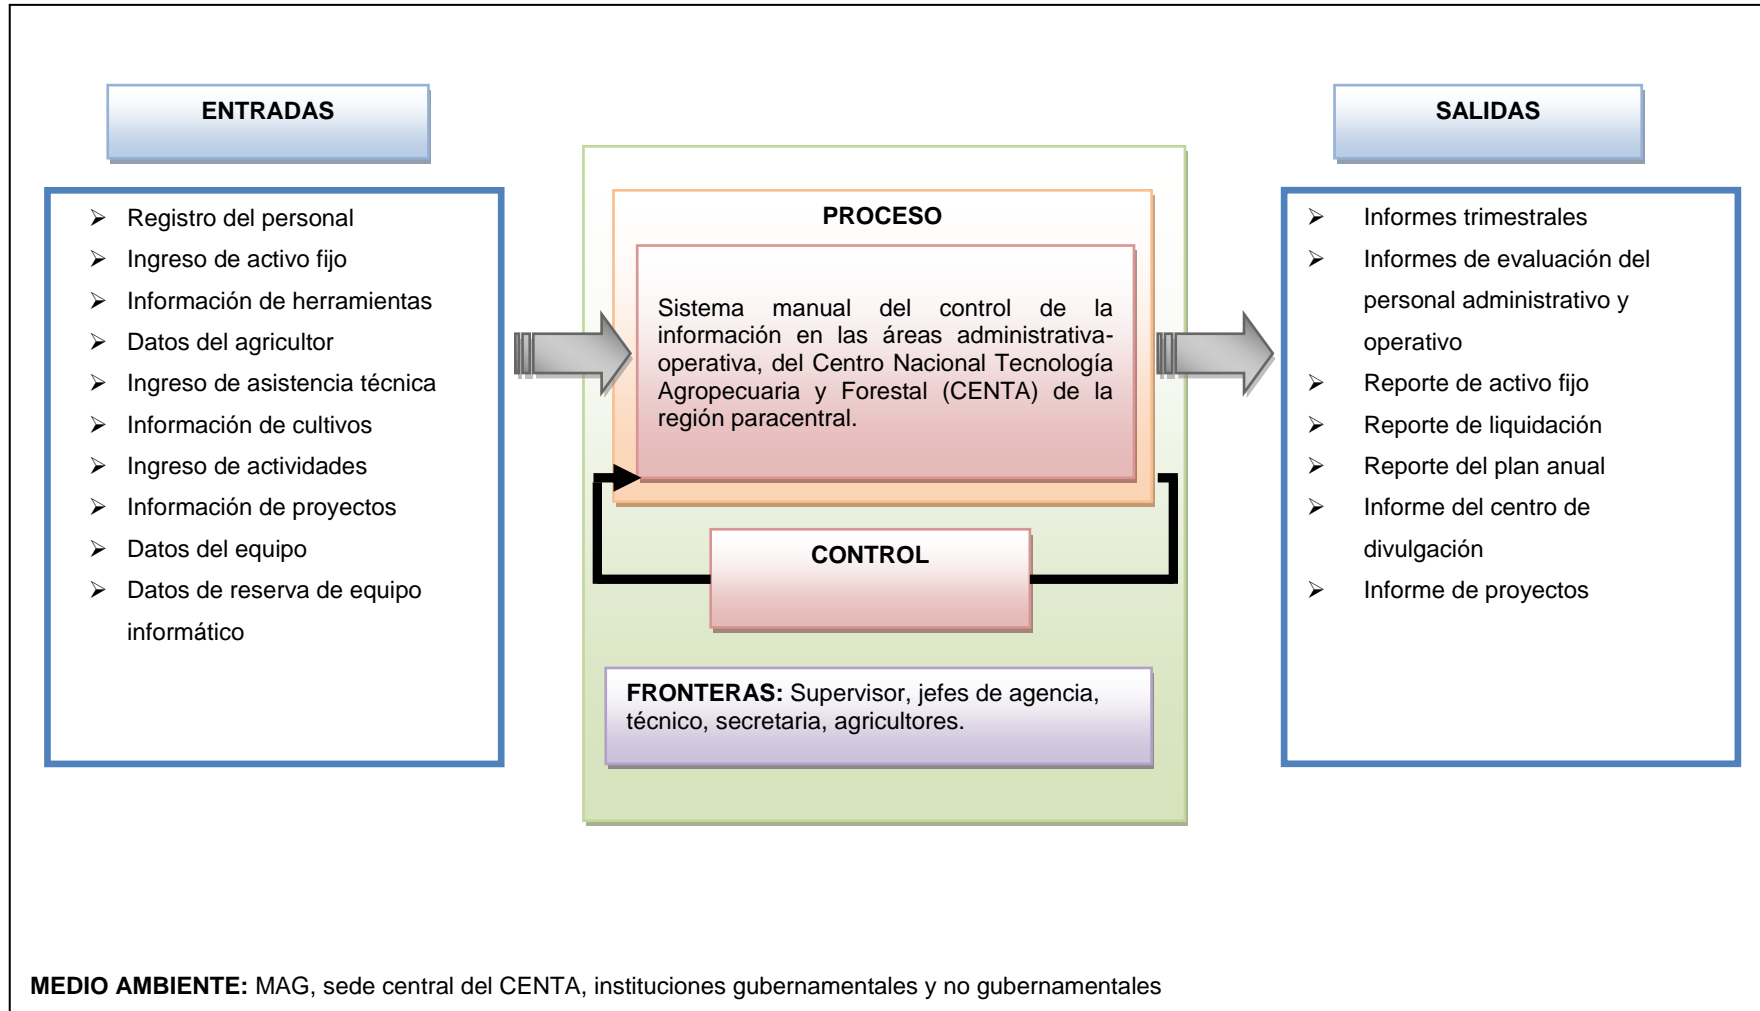 ENTRADAS
➢ Registro del personal
➢ Ingreso de activo fijo
➢ Información de herramientas
➢ Datos del agricultor
➢ Ingreso de asistencia técnica
➢ Información de cultivos
➢ Ingreso de actividades
➢ Información de proyectos
➢ Datos del equipo
➢ Datos de reserva de equipo
informático
PROCESO
Sistema manual del control de la
información en las áreas administrativa-
operativa, del Centro Nacional Tecnología
Agropecuaria y Forestal (CENTA) de la
región paracentral.
CONTROL
FRONTERAS: Supervisor, jefes de agencia,
técnico, secretaria, agricultores.
SALIDAS
➢ Informes trimestrales
➢ Informes de evaluación del
personal administrativo y
operativo
➢ Reporte de activo fijo
➢ Reporte de liquidación
➢ Reporte del plan anual
➢ Informe del centro de
divulgación
➢ Informe de proyectos
MEDIO AMBIENTE: MAG, sede central del CENTA, instituciones gubernamentales y no gubernamentales